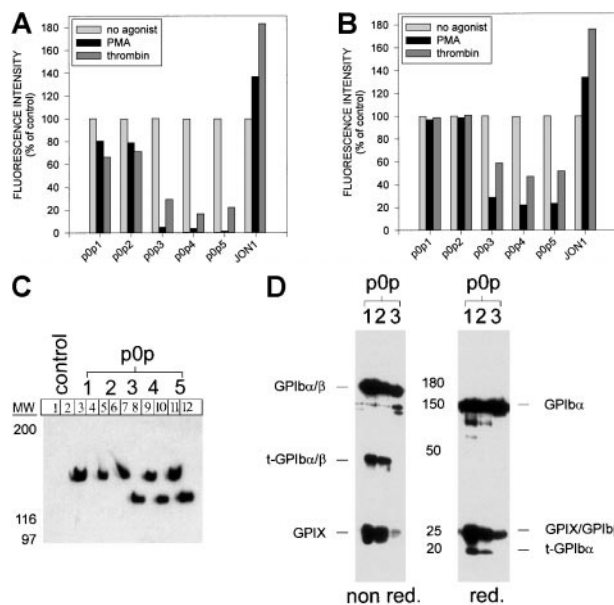 A
FLUORESCENCE INTENSITY
(% of control)
180
160
140
120
100
80
60
40
20
0
no agonist
PMA
thrombin
p0p1
p0p2
p0p3
p0p4
p0p5
JON1
B
FLUORESCENCE INTENSITY
(% of control)
180
160
140
120
100
80
60
40
20
0
no agonist
PMA
thrombin
p0p1
p0p2
p0p3
p0p4
p0p5
JON1
C
control
p0p
1 2 3 4 5
MW
1 2 3 4 5 6 7 8 9 10 11 12
200
116
97
D
p0p
1 2 3
p0p
1 2 3
GPIbα/β
180
150
GPIbα
t-GPIbα/β
50
GPIX
25
GPIX/GPIb
20
t-GPIbα
non red.
red.